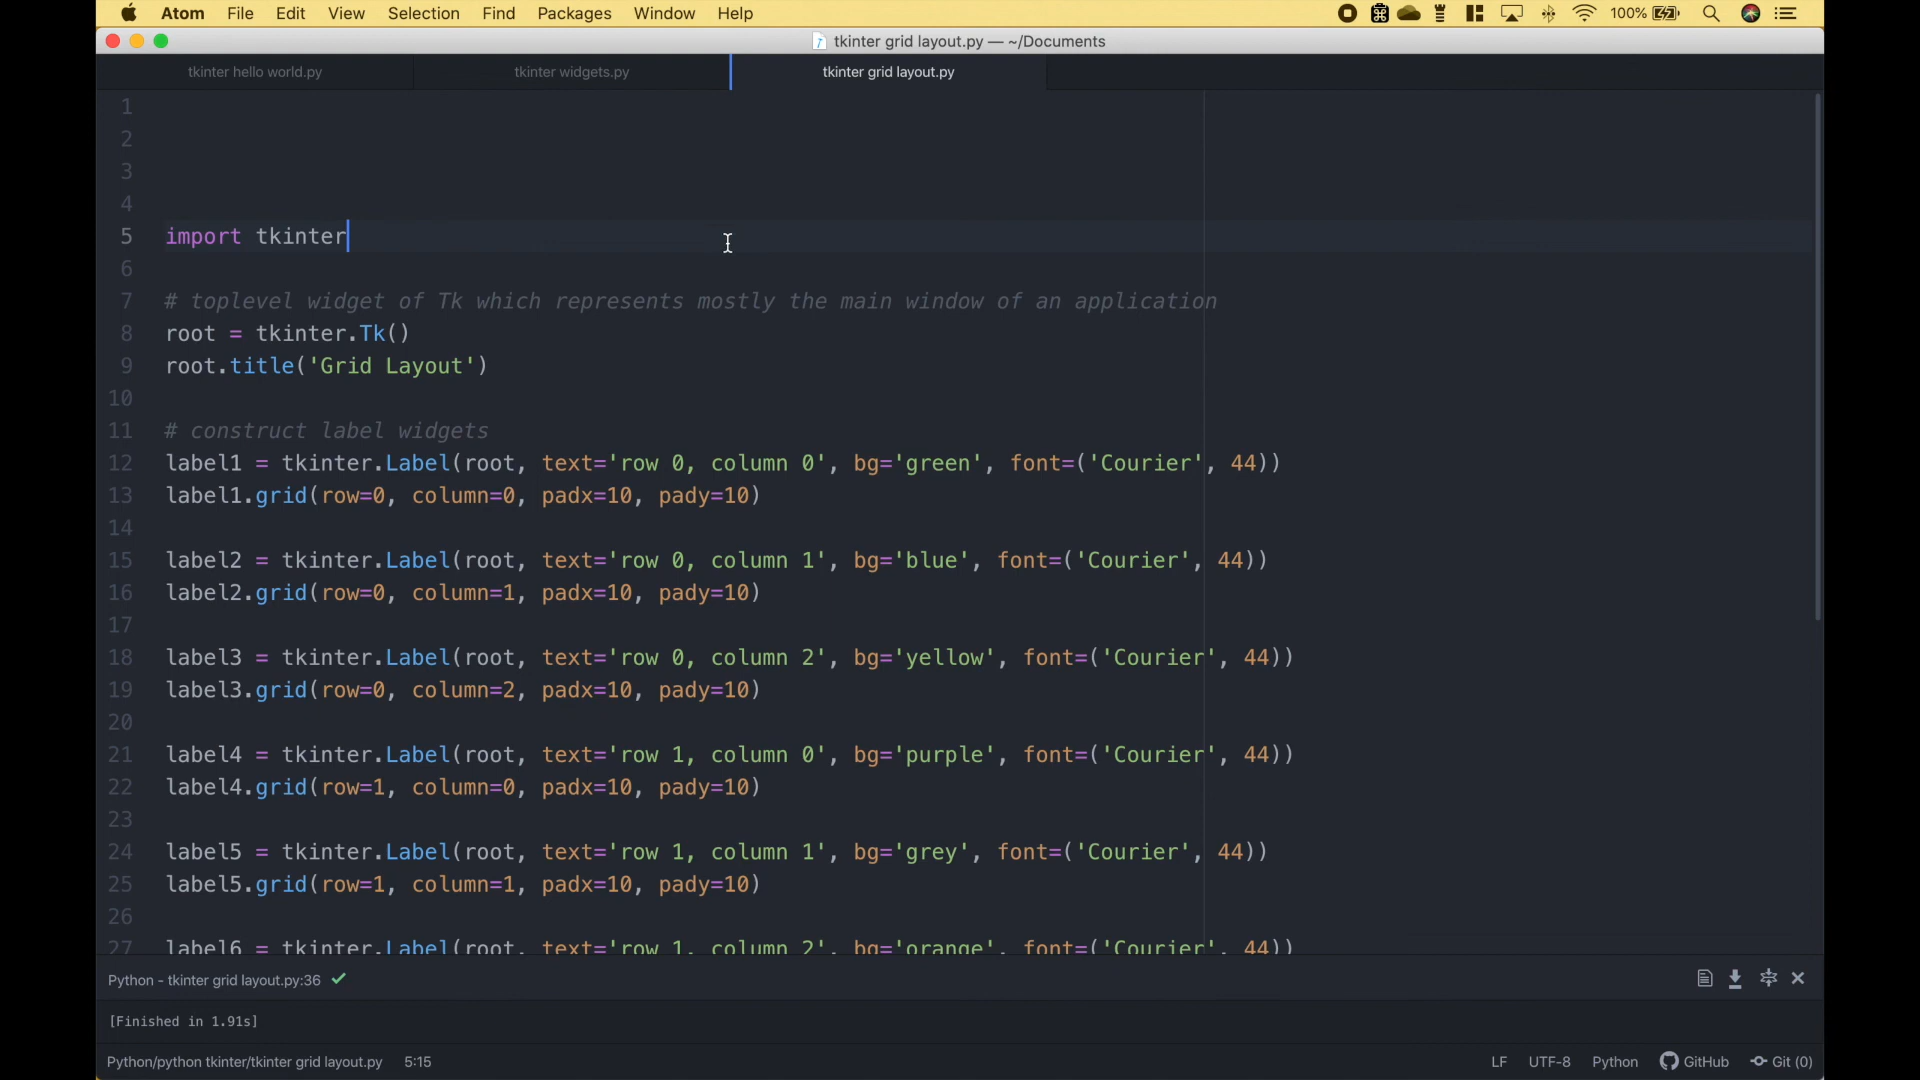 Atom File Edit View Selection Find Packages Window Help 100%
tkinter grid layout.py — ~/Documents
tkinter hello world.py tkinter widgets.py tkinter grid layout.py
1
2
3
4
5 import tkinter
6
7 # toplevel widget of Tk which represents mostly the main window of an application
8 root = tkinter.Tk()
9 root.title('Grid Layout')
10
11 # construct label widgets
12 label1 = tkinter.Label(root, text='row 0, column 0', bg='green', font=('Courier', 44))
13 label1.grid(row=0, column=0, padx=10, pady=10)
14
15 label2 = tkinter.Label(root, text='row 0, column 1', bg='blue', font=('Courier', 44))
16 label2.grid(row=0, column=1, padx=10, pady=10)
17
18 label3 = tkinter.Label(root, text='row 0, column 2', bg='yellow', font=('Courier', 44))
19 label3.grid(row=0, column=2, padx=10, pady=10)
20
21 label4 = tkinter.Label(root, text='row 1, column 0', bg='purple', font=('Courier', 44))
22 label4.grid(row=1, column=0, padx=10, pady=10)
23
24 label5 = tkinter.Label(root, text='row 1, column 1', bg='grey', font=('Courier', 44))
25 label5.grid(row=1, column=1, padx=10, pady=10)
26
27 label6 = tkinter.Label(root, text='row 1, column 2', bg='orange', font=('Courier', 44))
Python - tkinter grid layout.py:36
[Finished in 1.91s]
Python/python tkinter/tkinter grid layout.py 5:15 LF UTF-8 Python GitHub Git (0)